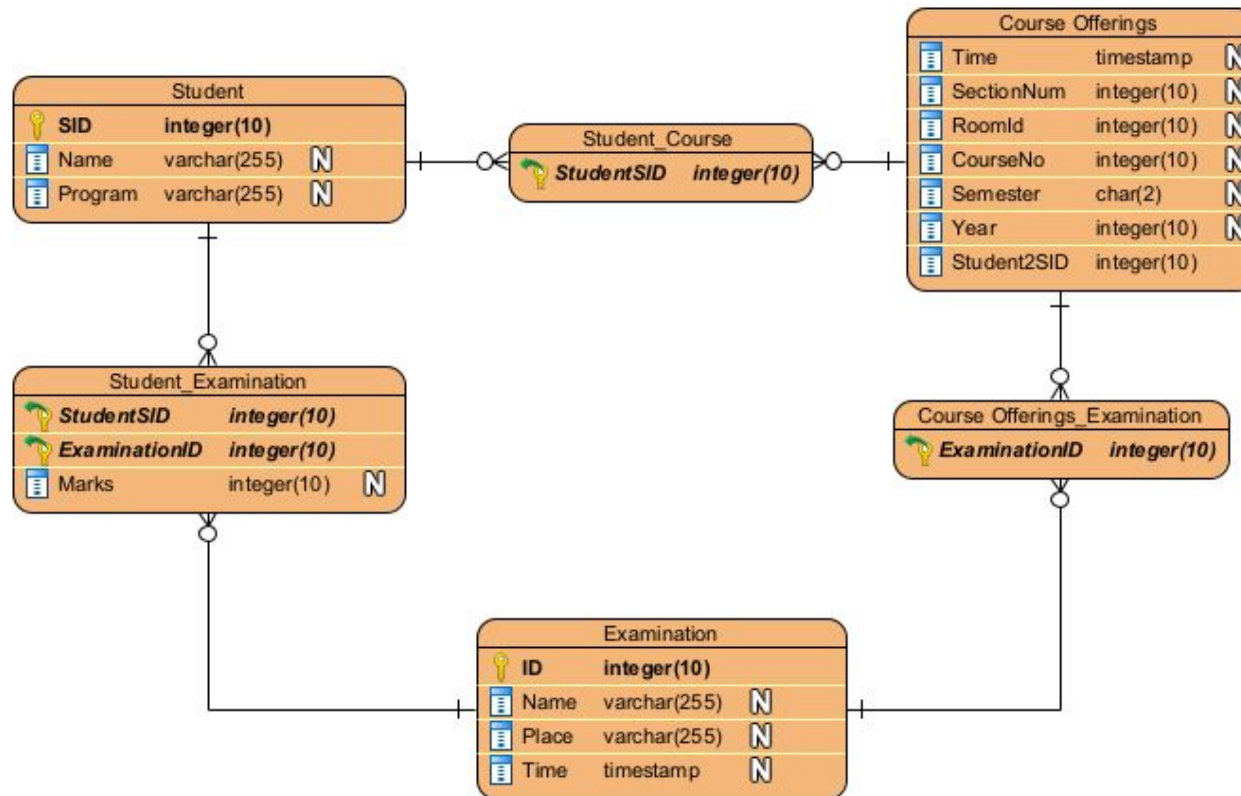 Student
SID integer(10)
Name varchar(255) N
Program varchar(255) N
Student_Course
StudentSID integer(10)
Course Offerings
Time timestamp N
SectionNum integer(10) N
RoomId integer(10) N
CourseNo integer(10) N
Semester char(2) N
Year integer(10) N
Student2SID integer(10)
Student_Examination
StudentSID integer(10)
ExaminationID integer(10)
Marks integer(10) N
Course Offerings_Examination
ExaminationID integer(10)
Examination
ID integer(10)
Name varchar(255) N
Place varchar(255) N
Time timestamp N